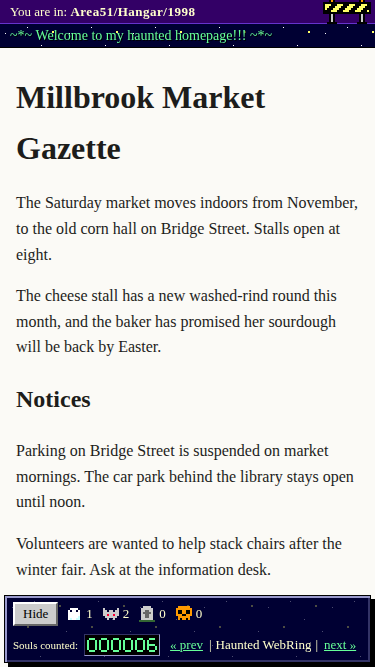 You are in: Area51/Hangar/1998
~*~ Welcome to my haunted homepage!!! ~*~
Millbrook Market
Gazette
The Saturday market moves indoors from November,
to the old corn hall on Bridge Street. Stalls open at
eight.
The cheese stall has a new washed-rind round this
month, and the baker has promised her sourdough
will be back by Easter.
Notices
Parking on Bridge Street is suspended on market
mornings. The car park behind the library stays open
until noon.
Volunteers are wanted to help stack chairs after the
winter fair. Ask at the information desk.
Hide 1 2 0 0
Souls counted: 000006 « prev | Haunted WebRing | next »